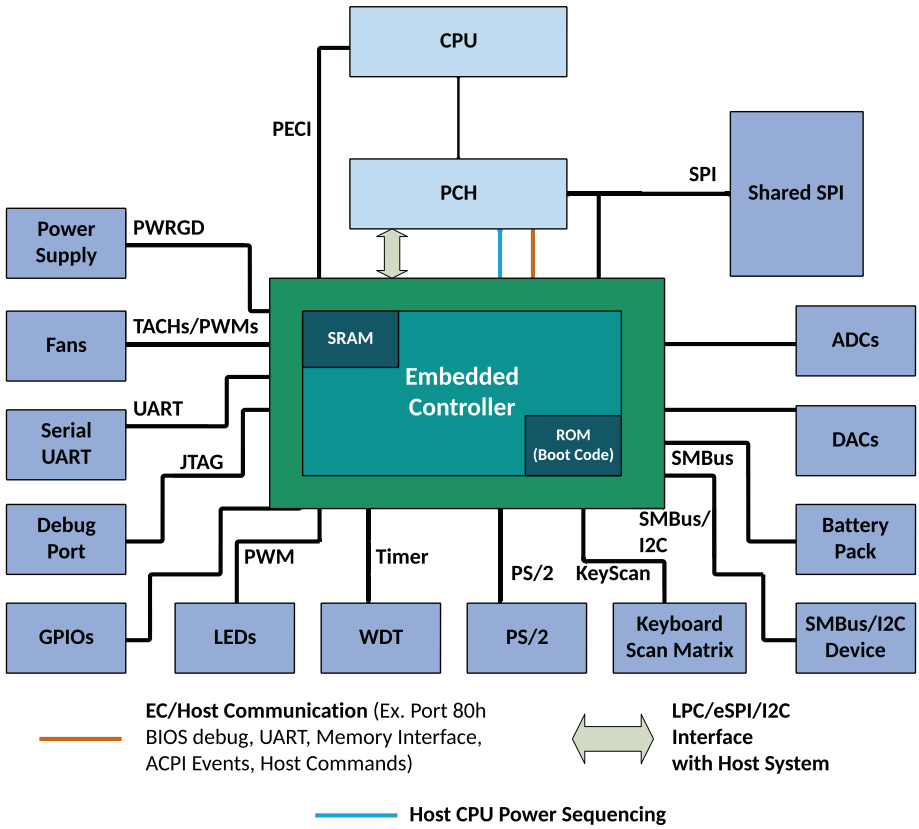 CPU
PECI
PCH
SPI
Shared SPI
Power
Supply
PWRGD
Fans
TACHs/PWMs
SRAM
Embedded
Controller
ROM
(Boot Code)
ADCs
Serial
UART
UART
DACs
JTAG
SMBus
Debug
Port
SMBus/
I2C
Battery
Pack
PWM
Timer
PS/2
KeyScan
GPIOs
LEDs
WDT
PS/2
Keyboard
Scan Matrix
SMBus/I2C
Device
EC/Host Communication (Ex. Port 80h
BIOS debug, UART, Memory Interface,
ACPI Events, Host Commands)
LPC/eSPI/I2C
Interface
with Host System
Host CPU Power Sequencing